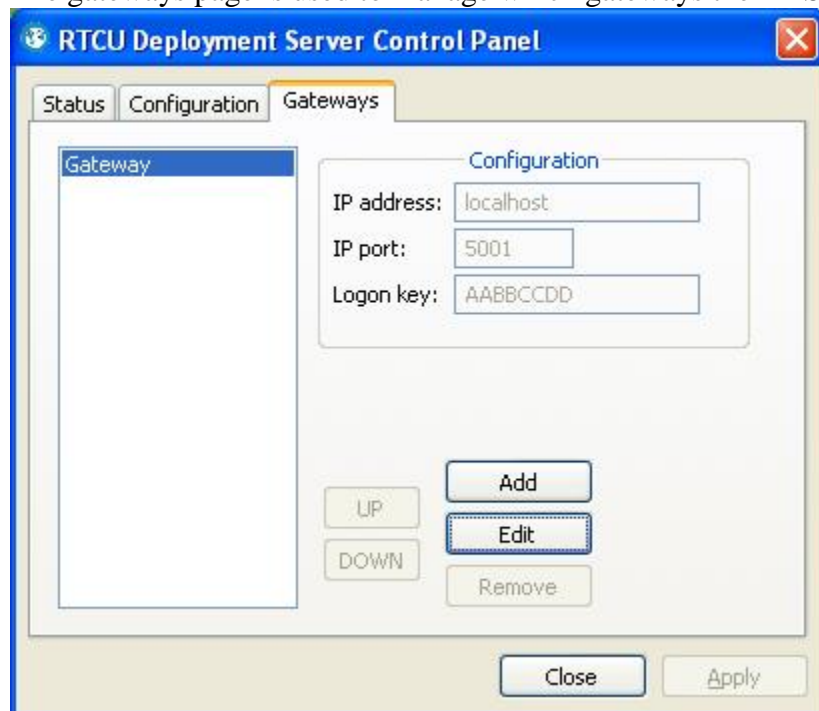 RTCU Deployment Server Control Panel
Status Configuration Gateways
Gateway
Configuration
IP address: localhost
IP port: 5001
Logon key: AABBCCDD
UP
DOWN
Add
Edit
Remove
Close Apply